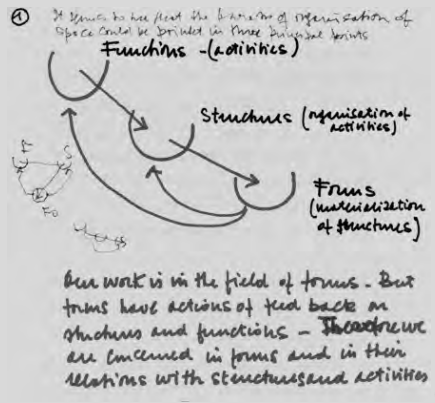 ① It seems to me that the of organisation of
space could be in three principal points
Functions - (activities)
Structures (organisation of
activities)
Forms
(materialization
of structures)
Our work is in the field of forms - But
forms have actions of feed back on
structures and functions - Therefore we
are concerned in forms and in their
relations with structures and activities